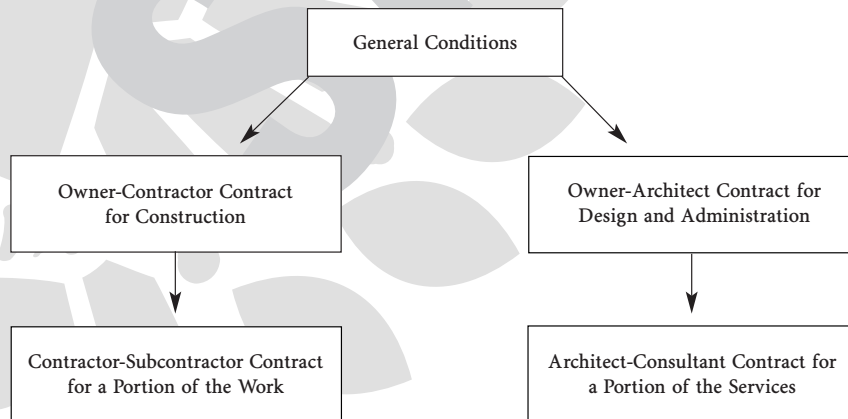 General Conditions
Owner-Contractor Contract
for Construction
Owner-Architect Contract for
Design and Administration
Contractor-Subcontractor Contract
for a Portion of the Work
Architect-Consultant Contract for
a Portion of the Services